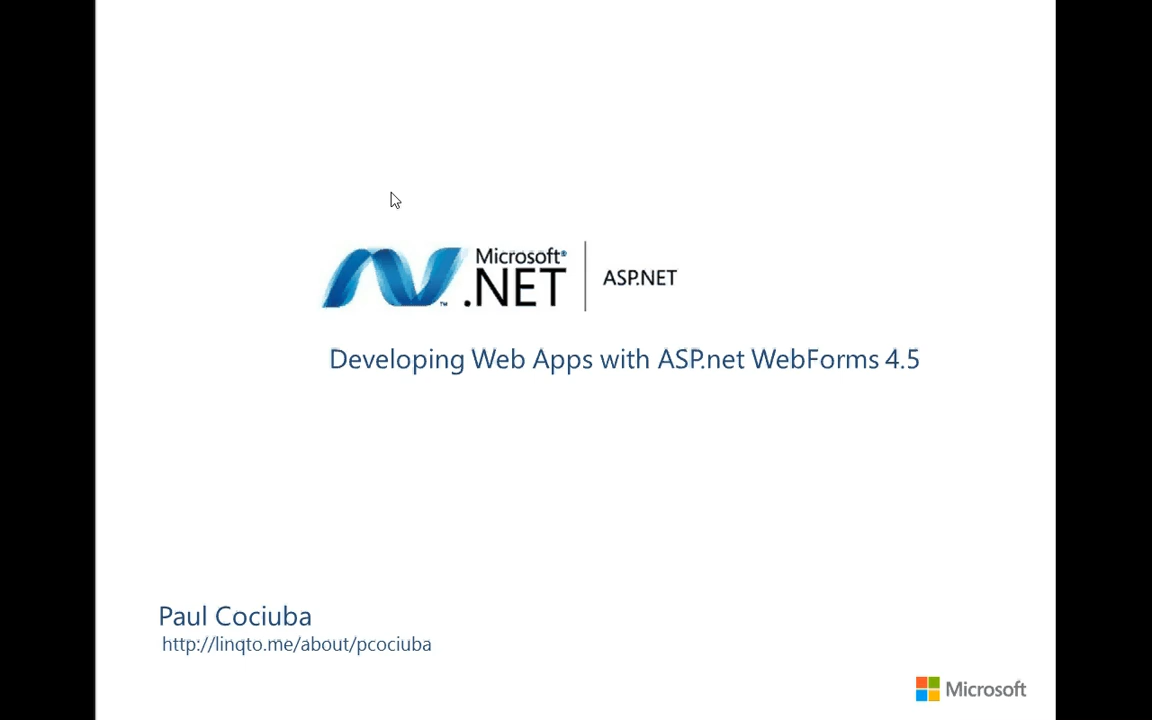 Microsoft®
.NET
™
ASP.NET
Developing Web Apps with ASP.net WebForms 4.5
Paul Cociuba
http://linqto.me/about/pcociuba
Microsoft